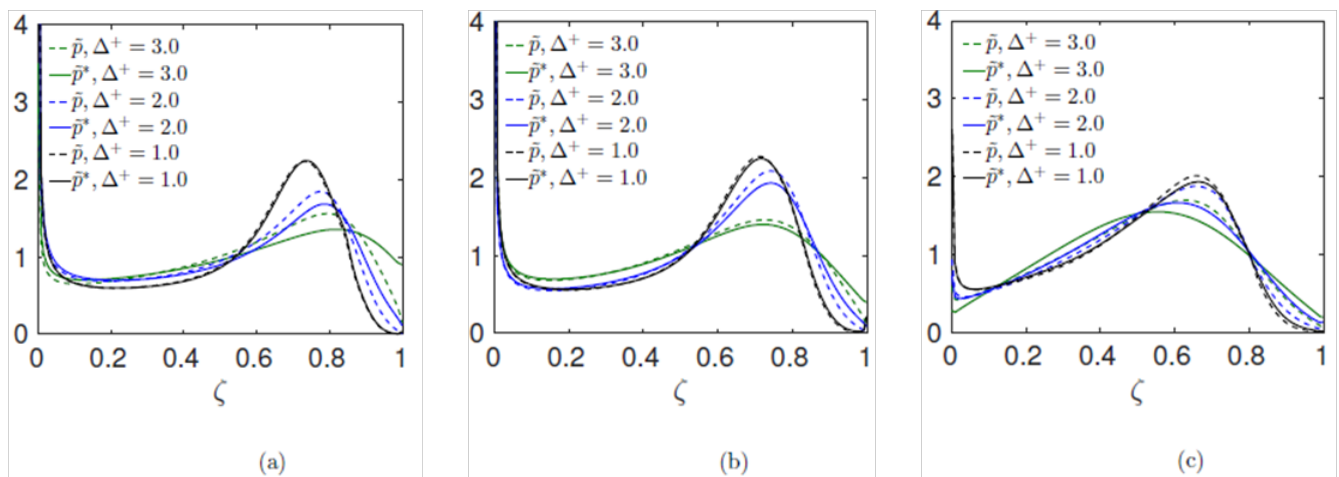 4
3
2
1
0
p̃, Δ⁺ = 3.0
p̃*, Δ⁺ = 3.0
p̃, Δ⁺ = 2.0
p̃*, Δ⁺ = 2.0
p̃, Δ⁺ = 1.0
p̃*, Δ⁺ = 1.0
0 0.2 0.4 0.6 0.8 1
ζ
(a)
4
3
2
1
0
p̃, Δ⁺ = 3.0
p̃*, Δ⁺ = 3.0
p̃, Δ⁺ = 2.0
p̃*, Δ⁺ = 2.0
p̃, Δ⁺ = 1.0
p̃*, Δ⁺ = 1.0
0 0.2 0.4 0.6 0.8 1
ζ
(b)
4
3
2
1
0
p̃, Δ⁺ = 3.0
p̃*, Δ⁺ = 3.0
p̃, Δ⁺ = 2.0
p̃*, Δ⁺ = 2.0
p̃, Δ⁺ = 1.0
p̃*, Δ⁺ = 1.0
0 0.2 0.4 0.6 0.8 1
ζ
(c)